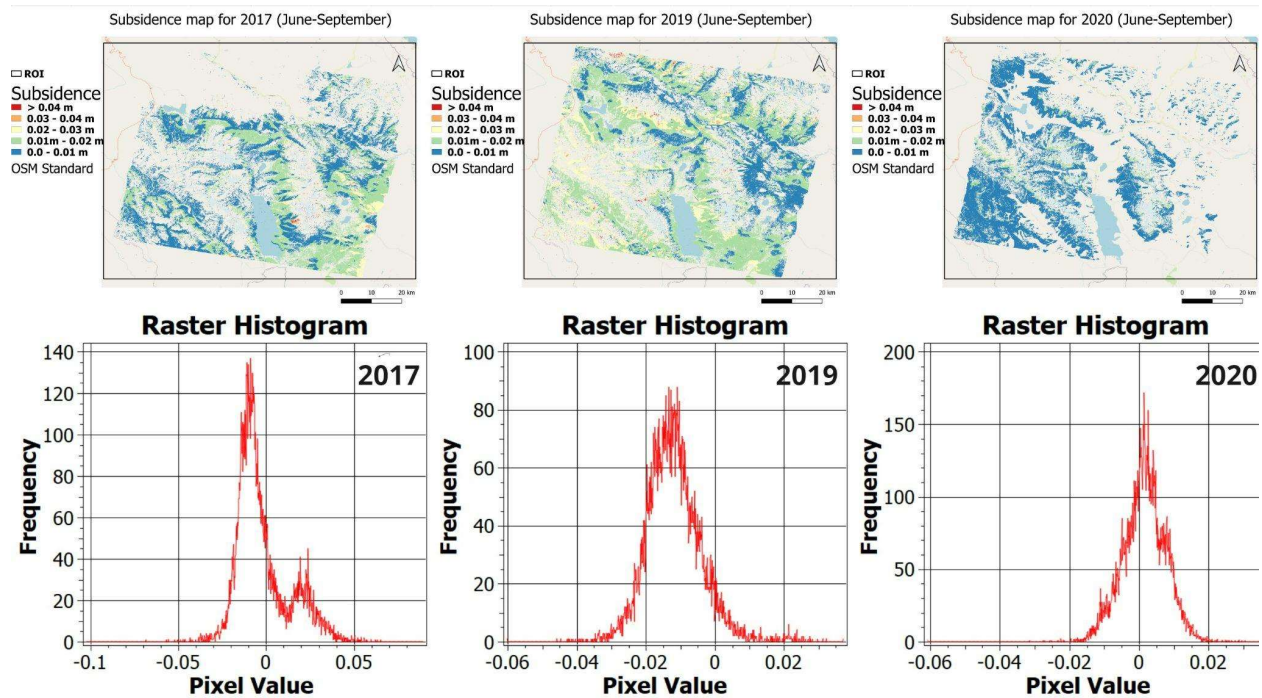 Subsidence map for 2017 (June-September)
ROI
Subsidence
> 0.04 m
0.03 - 0.04 m
0.02 - 0.03 m
0.01m - 0.02 m
0.0 - 0.01 m
OSM Standard
0 10 20 km
Subsidence map for 2019 (June-September)
ROI
Subsidence
> 0.04 m
0.03 - 0.04 m
0.02 - 0.03 m
0.01m - 0.02 m
0.0 - 0.01 m
OSM Standard
0 10 20 km
Subsidence map for 2020 (June-September)
ROI
Subsidence
> 0.04 m
0.03 - 0.04 m
0.02 - 0.03 m
0.01m - 0.02 m
0.0 - 0.01 m
OSM Standard
0 10 20 km
Raster Histogram
2017
Frequency
140
120
100
80
60
40
20
0
-0.1 -0.05 0 0.05
Pixel Value
Raster Histogram
2019
Frequency
100
80
60
40
20
0
-0.06 -0.04 -0.02 0 0.02
Pixel Value
Raster Histogram
2020
Frequency
200
150
100
50
0
-0.06 -0.04 -0.02 0 0.02
Pixel Value